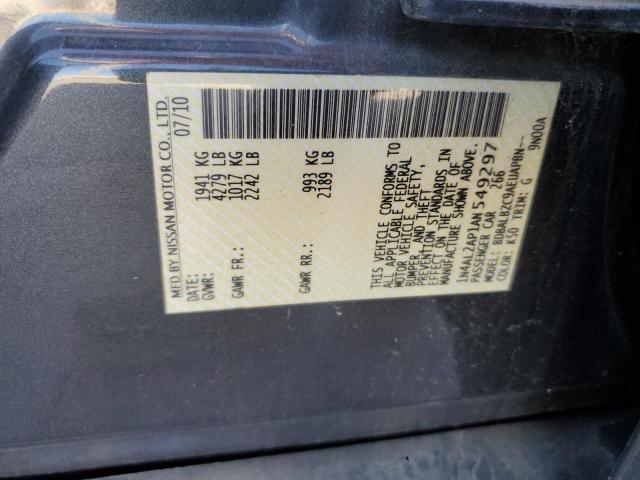 MFD BY NISSAN MOTOR CO., LTD.
DATE: 07/10
GVWR: 1941 KG
4279 LB
GAWR FR: 1017 KG
2242 LB
GAWR RR: 993 KG
2189 LB
THIS VEHICLE CONFORMS TO
ALL APPLICABLE FEDERAL
MOTOR VEHICLE SAFETY,
BUMPER, AND THEFT
PREVENTION STANDARDS IN
EFFECT ON THE DATE OF
MANUFACTURE SHOWN ABOVE.
1N4AL2AP1AN549297
PASSENGER CAR 266
MODEL: BDBALBZC9AEUAPBN--
COLOR: K50 TRIM: G 9N00A